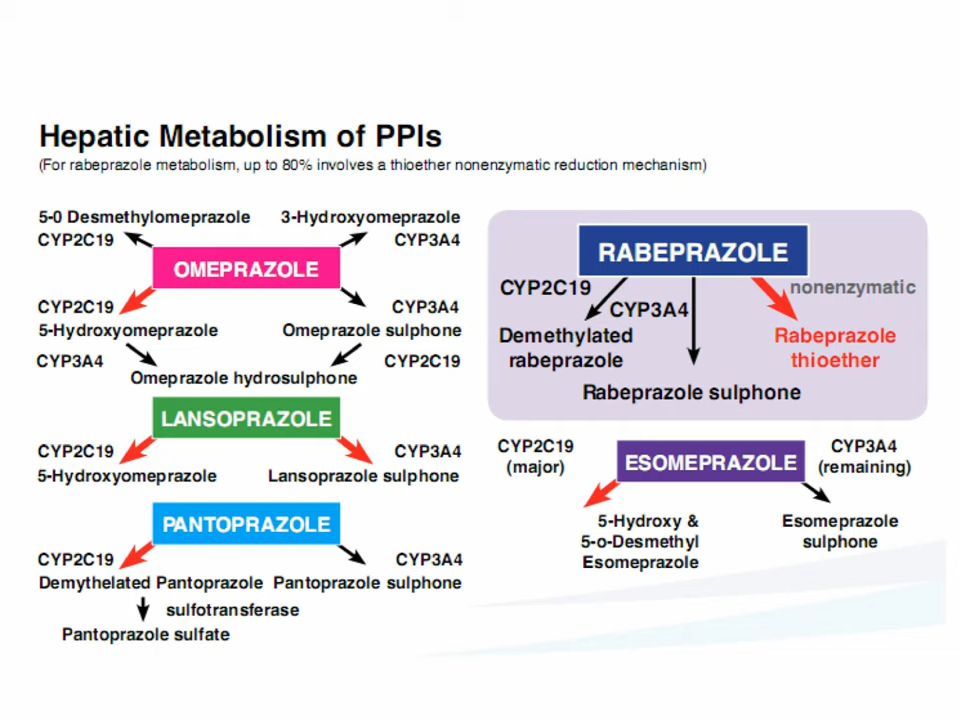 Hepatic Metabolism of PPIs
(For rabeprazole metabolism, up to 80% involves a thioether nonenzymatic reduction mechanism)
5-0 Desmethylomeprazole 3-Hydroxyomeprazole
CYP2C19 CYP3A4
OMEPRAZOLE
CYP2C19 CYP3A4
5-Hydroxyomeprazole Omeprazole sulphone
CYP3A4 CYP2C19
Omeprazole hydrosulphone
LANSOPRAZOLE
CYP2C19 CYP3A4
5-Hydroxyomeprazole Lansoprazole sulphone
PANTOPRAZOLE
CYP2C19 CYP3A4
Demythelated Pantoprazole Pantoprazole sulphone
sulfotransferase
Pantoprazole sulfate
RABEPRAZOLE
CYP2C19 nonenzymatic
CYP3A4
Demethylated Rabeprazole
rabeprazole thioether
Rabeprazole sulphone
CYP2C19 CYP3A4
(major) ESOMEPRAZOLE (remaining)
5-Hydroxy & Esomeprazole
5-o-Desmethyl sulphone
Esomeprazole